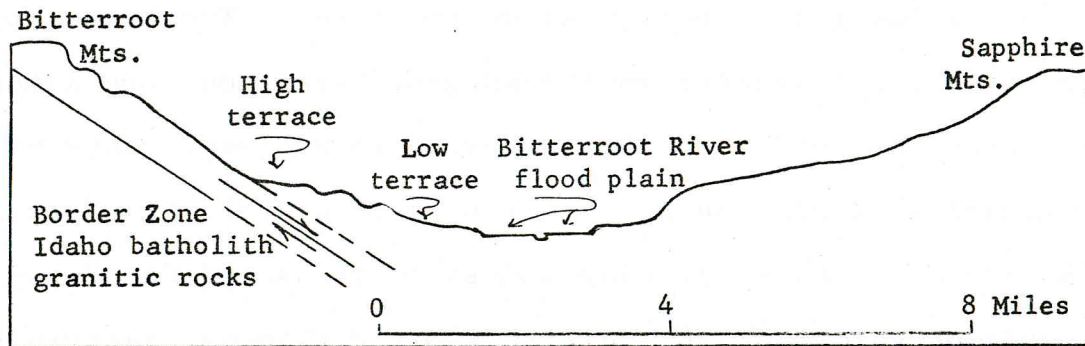 Bitterroot
Mts.
Sapphire
Mts.
High
terrace
Low
terrace
Bitterroot River
flood plain
Border Zone
Idaho batholith
granitic rocks
0 4 8 Miles